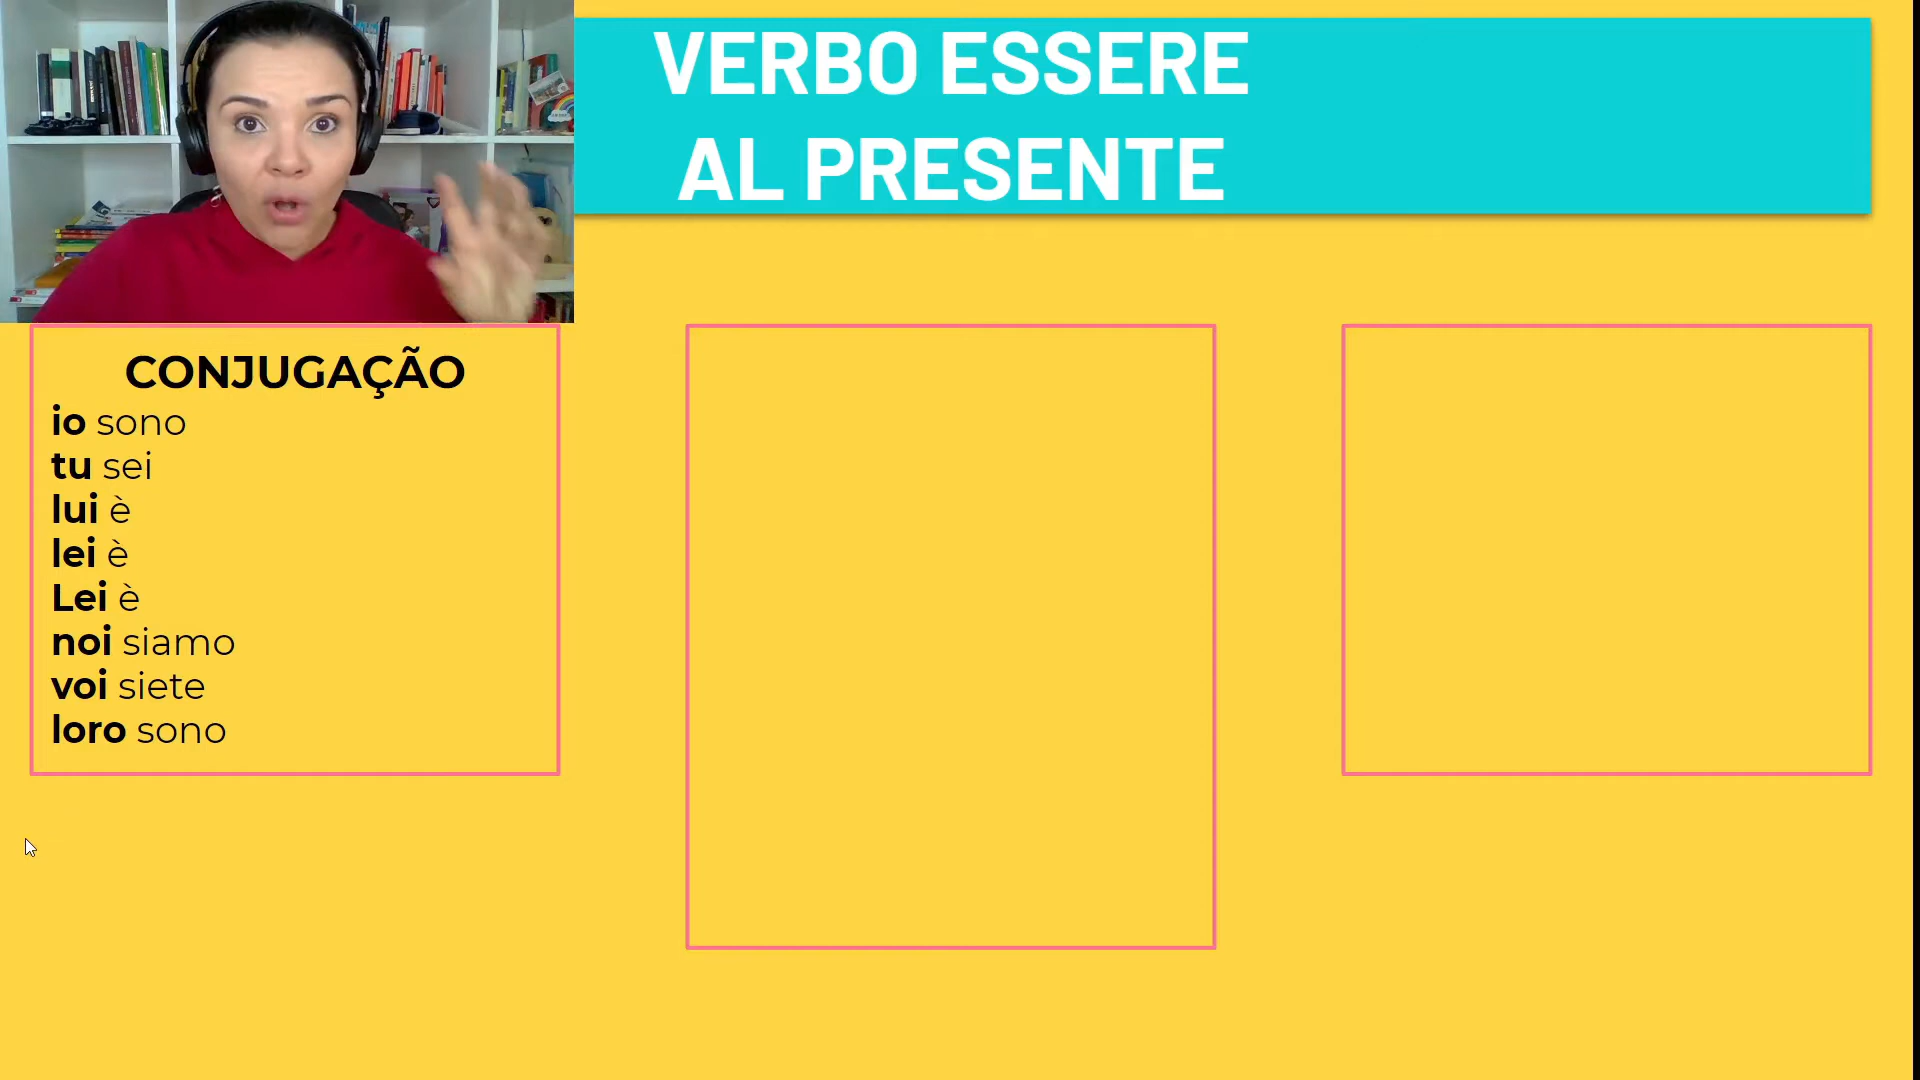 VERBO ESSERE
AL PRESENTE
CONJUGAÇÃO
io sono
tu sei
lui è
lei è
Lei è
noi siamo
voi siete
loro sono